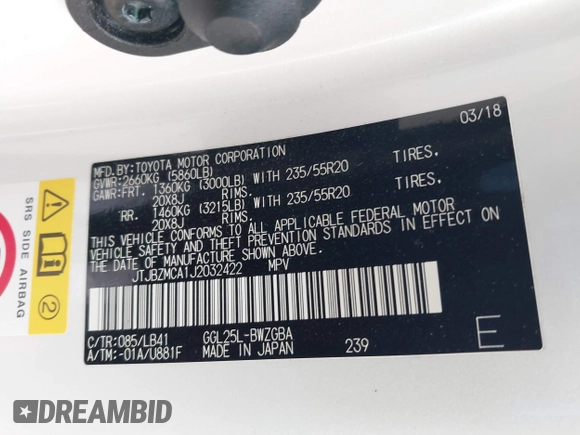 03/18
MFD.BY:TOYOTA MOTOR CORPORATION
GVWR:2660KG (5860LB)
GAWR:FRT. 1360KG (3000LB) WITH 235/55R20
20X8J RIMS.
RR. 1460KG (3215LB) WITH 235/55R20
20X8J RIMS.
THIS VEHICLE CONFORMS TO ALL APPLICABLE FEDERAL MOTOR
VEHICLE SAFETY AND THEFT PREVENTION STANDARDS IN EFFECT ON
THE DATE OF MANUFACTURE SHOWN ABOVE.
JTJBZMCA1J2032422 MPV
C/TR:085/LB41 GGL25L-BWZGBA
A/TM:-01A/U881F MADE IN JAPAN 239 E
SRS SIDE AIRBAG
2
DREAMBID
dreambid.com